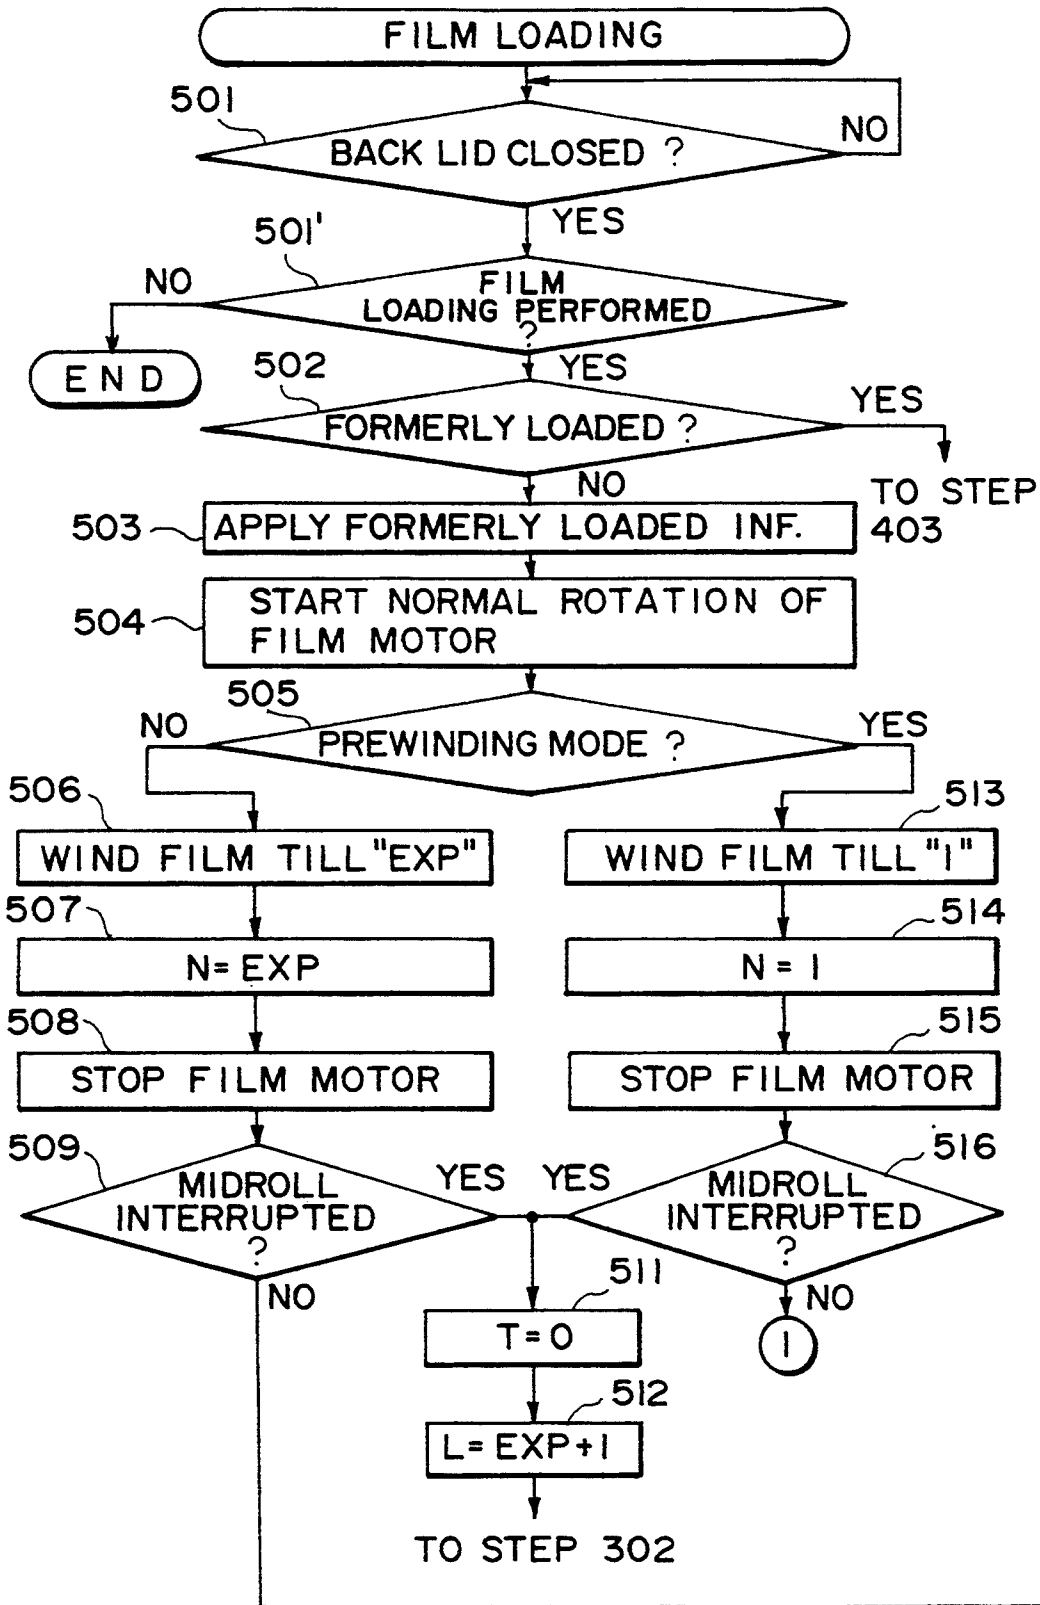 FILM LOADING
501
BACK LID CLOSED ?
NO
YES
501'
NO
FILM
LOADING PERFORMED
?
YES
END
502
FORMERLY LOADED ?
YES
TO STEP
403
NO
503
APPLY FORMERLY LOADED INF.
504
START NORMAL ROTATION OF
FILM MOTOR
505
NO
PREWINDING MODE ?
YES
506
WIND FILM TILL "EXP"
513
WIND FILM TILL "1"
507
N=EXP
514
N = 1
508
STOP FILM MOTOR
515
STOP FILM MOTOR
509
MIDROLL
INTERRUPTED
?
YES
NO
516
YES
MIDROLL
INTERRUPTED
?
NO
1
511
T=0
512
L=EXP+1
TO STEP 302